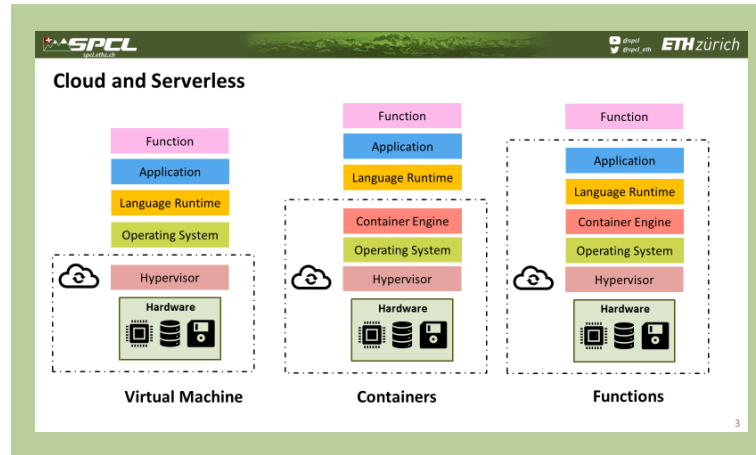 SPCL
spcl.ethz.ch
@spcl
@spcl_eth
ETH zürich
Cloud and Serverless
Function
Application
Language Runtime
Operating System
Hypervisor
Hardware
Virtual Machine
Function
Application
Language Runtime
Container Engine
Operating System
Hypervisor
Hardware
Containers
Function
Application
Language Runtime
Container Engine
Operating System
Hypervisor
Hardware
Functions
3